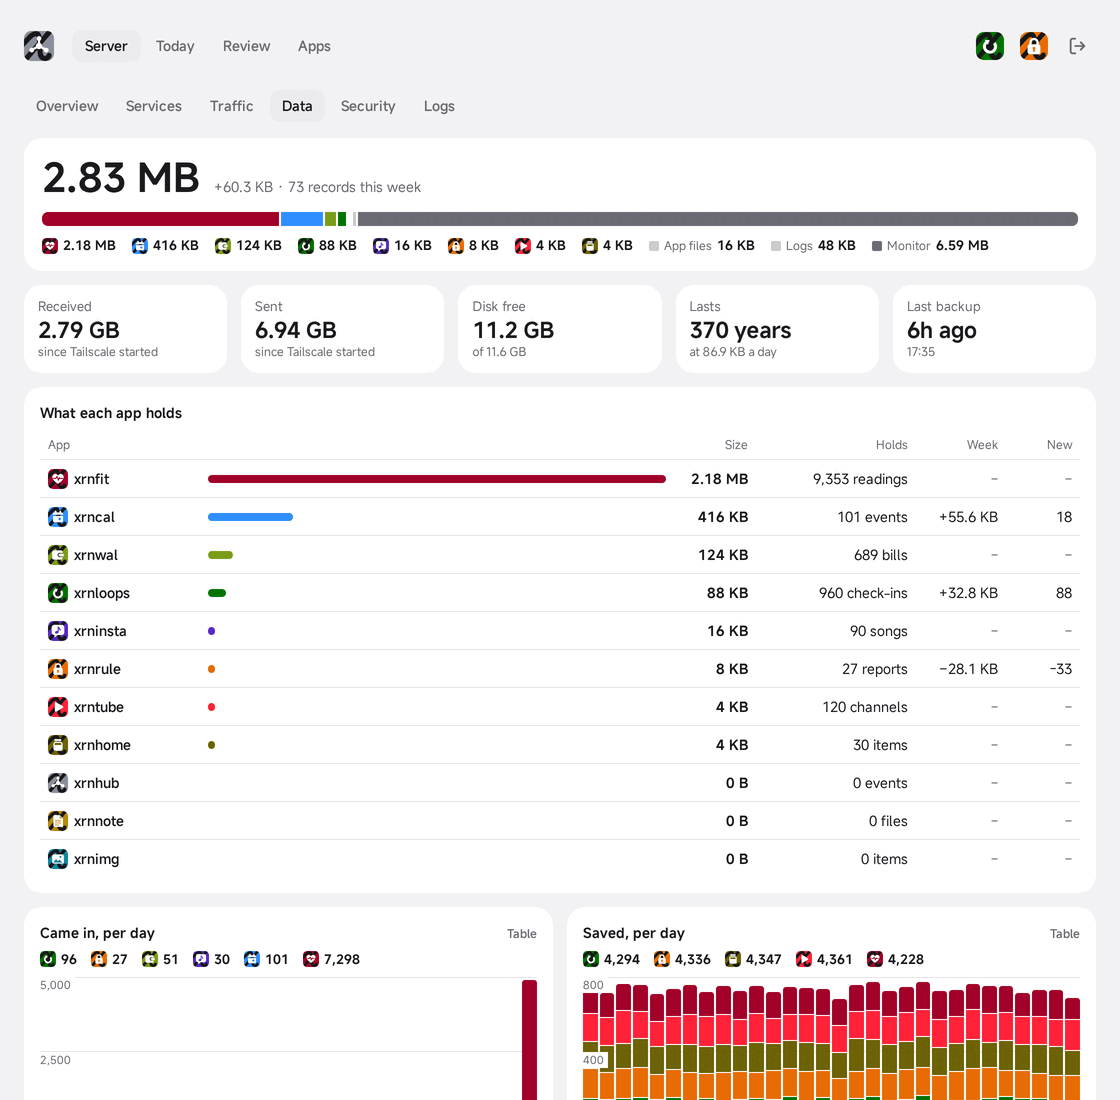 Server Today Review Apps
Overview Services Traffic Data Security Logs
2.83 MB +60.3 KB · 73 records this week
2.18 MB 416 KB 124 KB 88 KB 16 KB 8 KB 4 KB 4 KB App files 16 KB Logs 48 KB Monitor 6.59 MB
Received
2.79 GB
since Tailscale started
Sent
6.94 GB
since Tailscale started
Disk free
11.2 GB
of 11.6 GB
Lasts
370 years
at 86.9 KB a day
Last backup
6h ago
17:35
What each app holds
App Size Holds Week New
xrnfit 2.18 MB 9,353 readings – –
xrncal 416 KB 101 events +55.6 KB 18
xrnwal 124 KB 689 bills – –
xrnloops 88 KB 960 check-ins +32.8 KB 88
xrninsta 16 KB 90 songs – –
xrnrule 8 KB 27 reports −28.1 KB -33
xrntube 4 KB 120 channels – –
xrnhome 4 KB 30 items – –
xrnhub 0 B 0 events – –
xrnnote 0 B 0 files – –
xrnimg 0 B 0 items – –
Came in, per day Table
96 27 51 30 101 7,298
5,000
2,500
Saved, per day Table
4,294 4,336 4,347 4,361 4,228
800
400